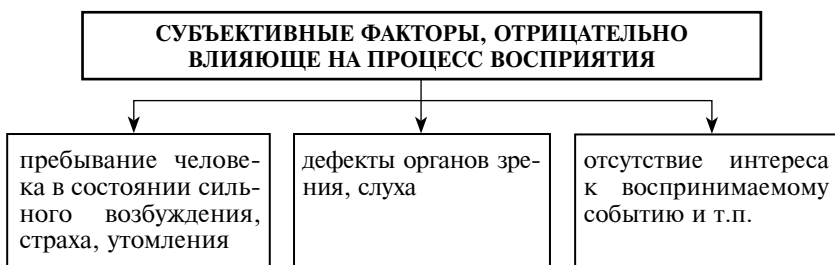 СУБЪЕКТИВНЫЕ ФАКТОРЫ, ОТРИЦАТЕЛЬНО
ВЛИЯЮЩЕ НА ПРОЦЕСС ВОСПРИЯТИЯ
пребывание челове-
ка в состоянии силь-
ного возбуждения,
страха, утомления
дефекты органов зре-
ния, слуха
отсутствие интереса
к воспринимаемому
событию и т.п.